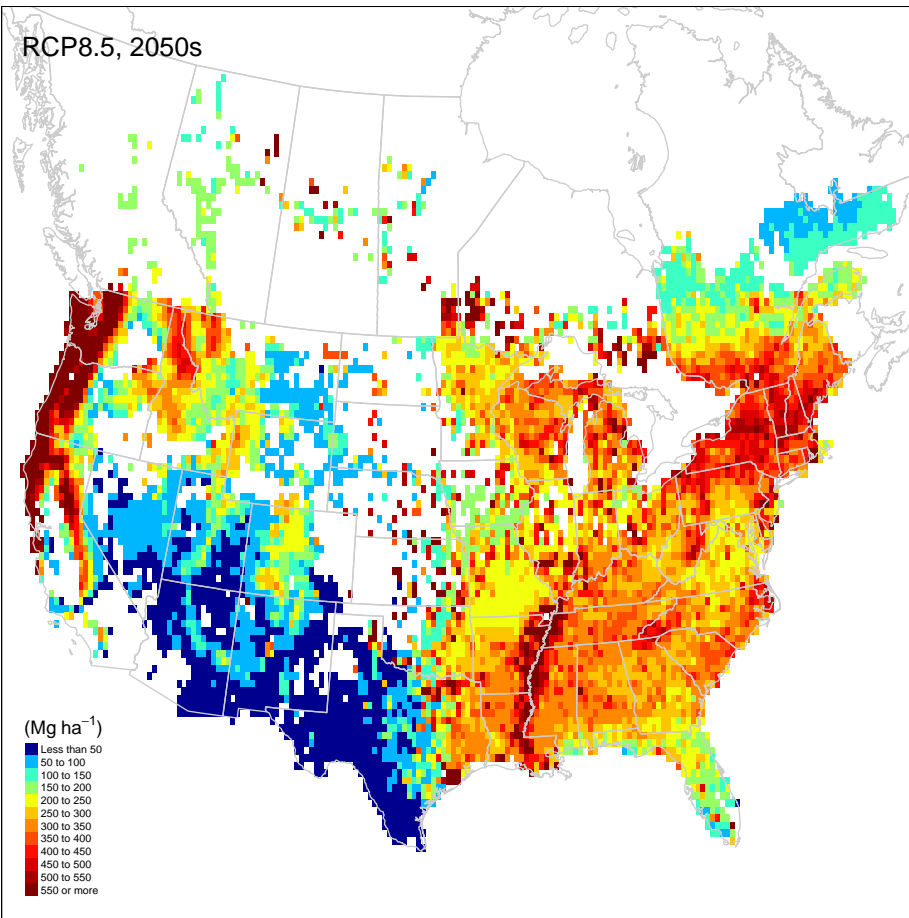 RCP8.5, 2050s
(Mg ha⁻¹)
Less than 50
50 to 100
100 to 150
150 to 200
200 to 250
250 to 300
300 to 350
350 to 400
400 to 450
450 to 500
500 to 550
550 or more